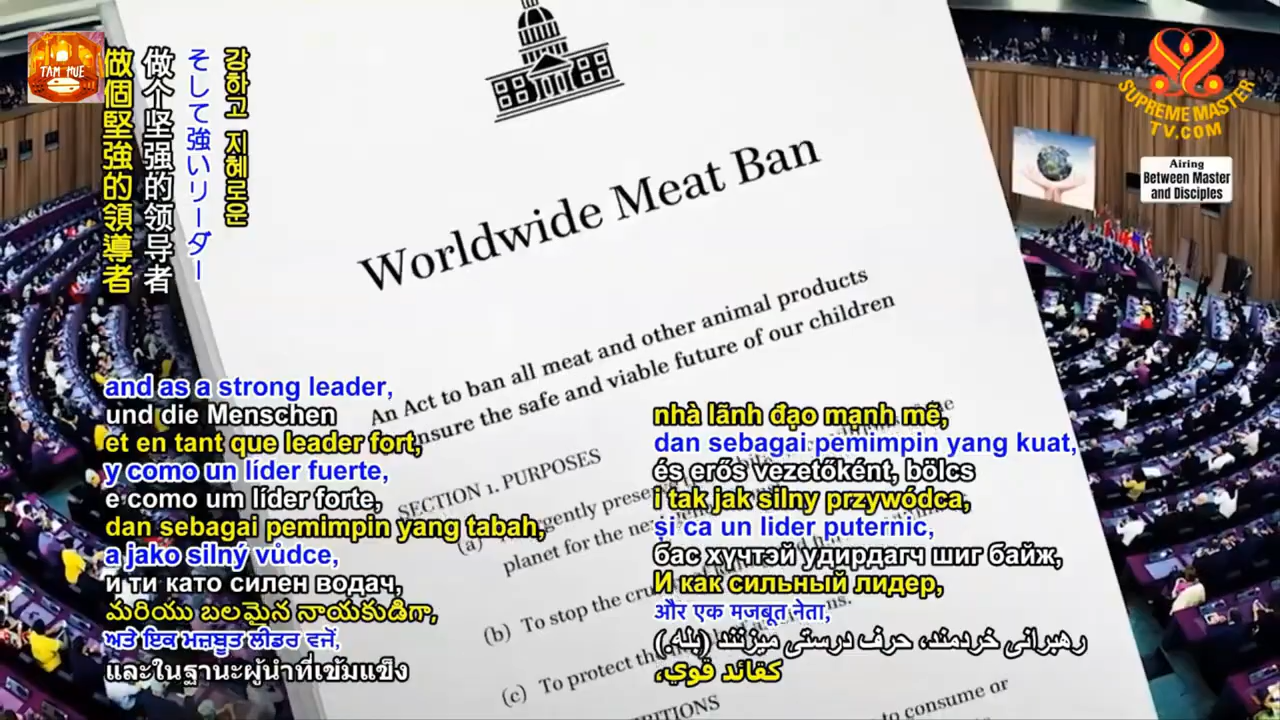 TAM HUE
做個堅強的領導者
做个坚强的领导者
そして強いリーダー
강하고 지혜로운
SUPREME MASTER
TV.COM
Airing
Between Master
and Disciples
Worldwide Meat Ban
An Act to ban all meat and other animal products
ensure the safe and viable future of our children
SECTION 1. PURPOSES
(a)
planet for the
(b) To stop the
(c) To protect the
to consume or
and as a strong leader,
und die Menschen
et en tant que leader fort,
y como un líder fuerte,
e como um líder forte,
dan sebagai pemimpin yang tabah,
a jako silný vůdce,
и ти като силен водач,
మరియు బలమైన నాయకుడిగా,
ਅਤੇ ਇਕ ਮਜ਼ਬੂਤ ਲੀਡਰ ਵਜੋਂ,
และในฐานะผู้นำที่เข้มแข็ง
nhà lãnh đạo mạnh mẽ,
dan sebagai pemimpin yang kuat,
és erős vezetőként, bölcs
i tak jak silny przywódca,
și ca un lider puternic,
бас хүчтэй удирдагч шиг байж,
И как сильный лидер,
और एक मजबूत नेता,
رهبرانی خردمند، حرف درستی میزنند (بله.)
كقائد قوي،